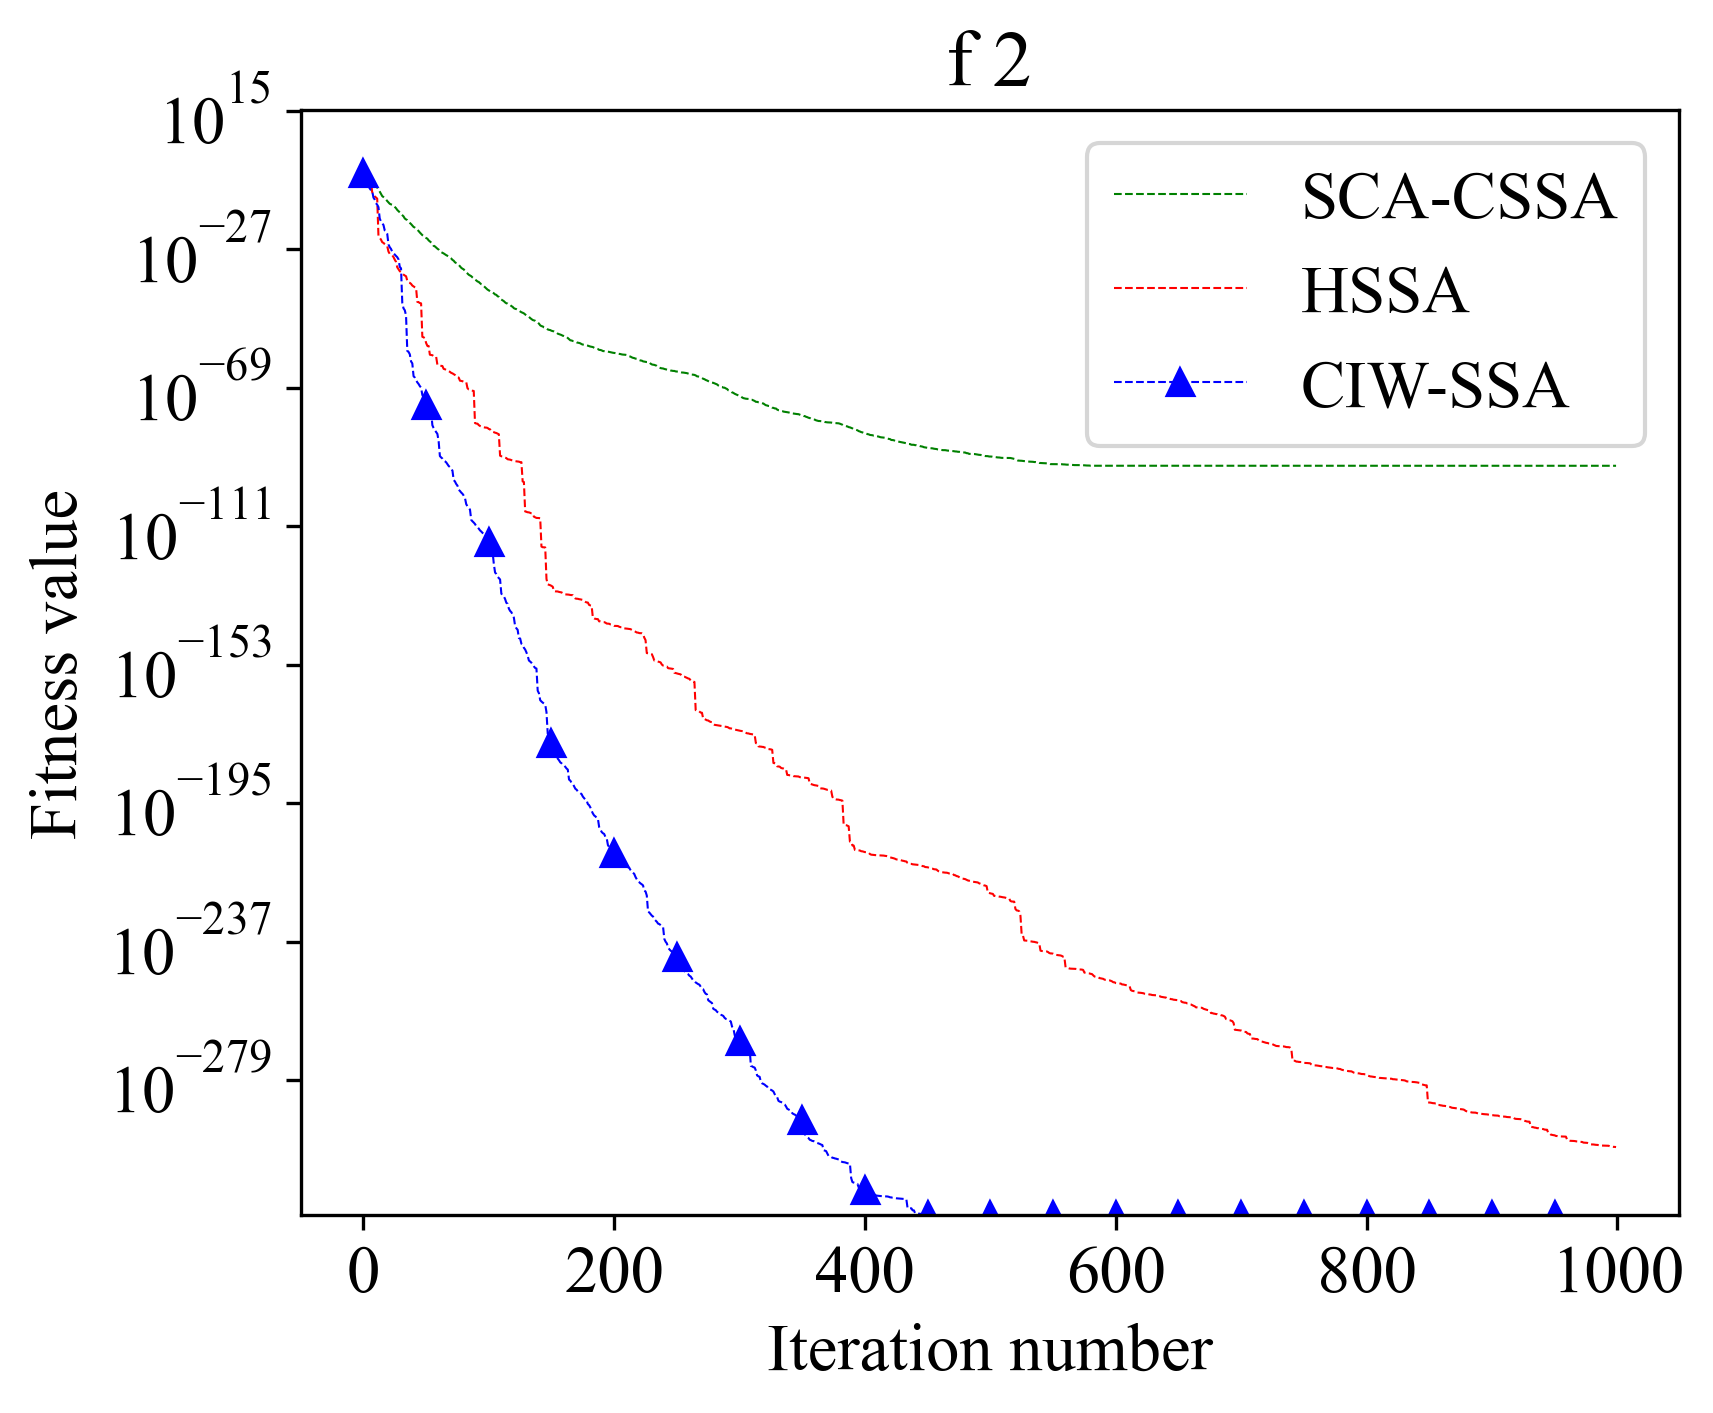 f 2
10^15
10^−27
10^−69
10^−111
10^−153
10^−195
10^−237
10^−279
Fitness value
SCA-CSSA
HSSA
CIW-SSA
0 200 400 600 800 1000
Iteration number